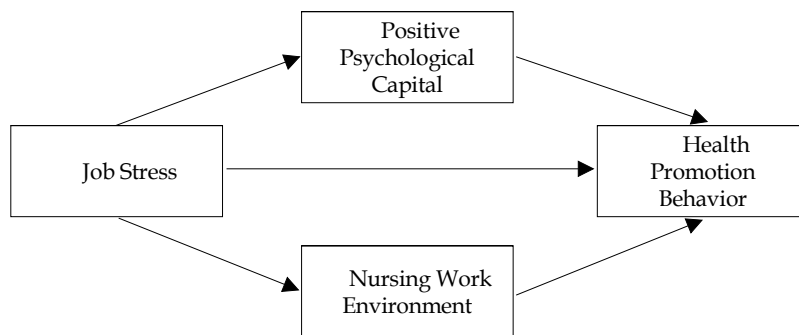 Positive
Psychological
Capital
Job Stress
Health
Promotion
Behavior
Nursing Work
Environment